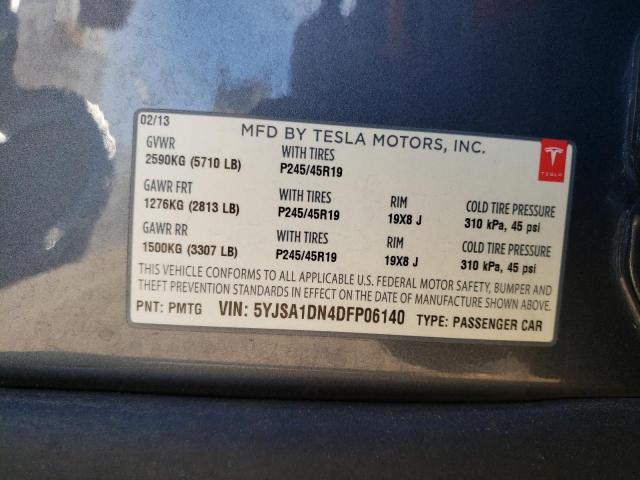 02/13
MFD BY TESLA MOTORS, INC.
GVWR WITH TIRES
2590KG (5710 LB) P245/45R19
TESLA
GAWR FRT WITH TIRES RIM COLD TIRE PRESSURE
1276KG (2813 LB) P245/45R19 19X8 J 310 kPa, 45 psi
GAWR RR WITH TIRES RIM COLD TIRE PRESSURE
1500KG (3307 LB) P245/45R19 19X8 J 310 kPa, 45 psi
THIS VEHICLE CONFORMS TO ALL APPLICABLE U.S. FEDERAL MOTOR SAFETY, BUMPER AND
THEFT PREVENTION STANDARDS IN EFFECT ON THE DATE OF MANUFACTURE SHOWN ABOVE.
PNT: PMTG VIN: 5YJSA1DN4DFP06140 TYPE: PASSENGER CAR